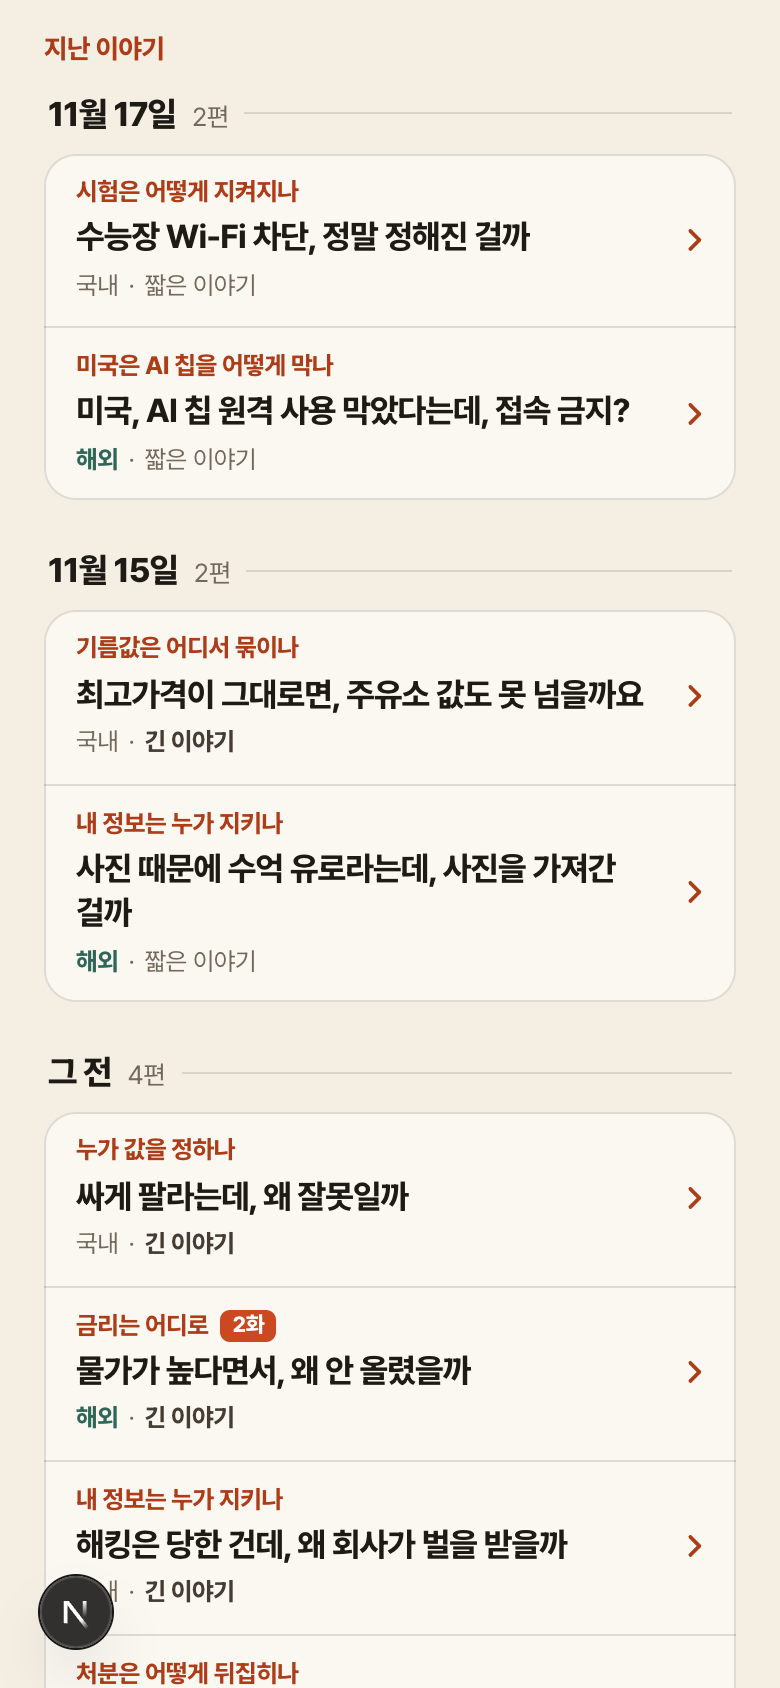 지난 이야기
11월 17일 2편
시험은 어떻게 지켜지나
수능장 Wi-Fi 차단, 정말 정해진 걸까
국내 · 짧은 이야기
미국은 AI 칩을 어떻게 막나
미국, AI 칩 원격 사용 막았다는데, 접속 금지?
해외 · 짧은 이야기
11월 15일 2편
기름값은 어디서 묶이나
최고가격이 그대로면, 주유소 값도 못 넘을까요
국내 · 긴 이야기
내 정보는 누가 지키나
사진 때문에 수억 유로라는데, 사진을 가져간
걸까
해외 · 짧은 이야기
그 전 4편
누가 값을 정하나
싸게 팔라는데, 왜 잘못일까
국내 · 긴 이야기
금리는 어디로 2화
물가가 높다면서, 왜 안 올렸을까
해외 · 긴 이야기
내 정보는 누가 지키나
해킹은 당한 건데, 왜 회사가 벌을 받을까
· 긴 이야기
N
처분은 어떻게 뒤집히나